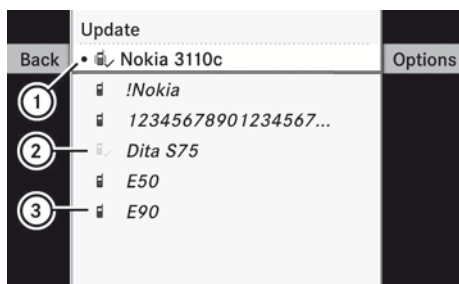 Update
Back
• Nokia 3110c
Options
!Nokia
12345678901234567...
Dita S75
E50
E90
1
2
3